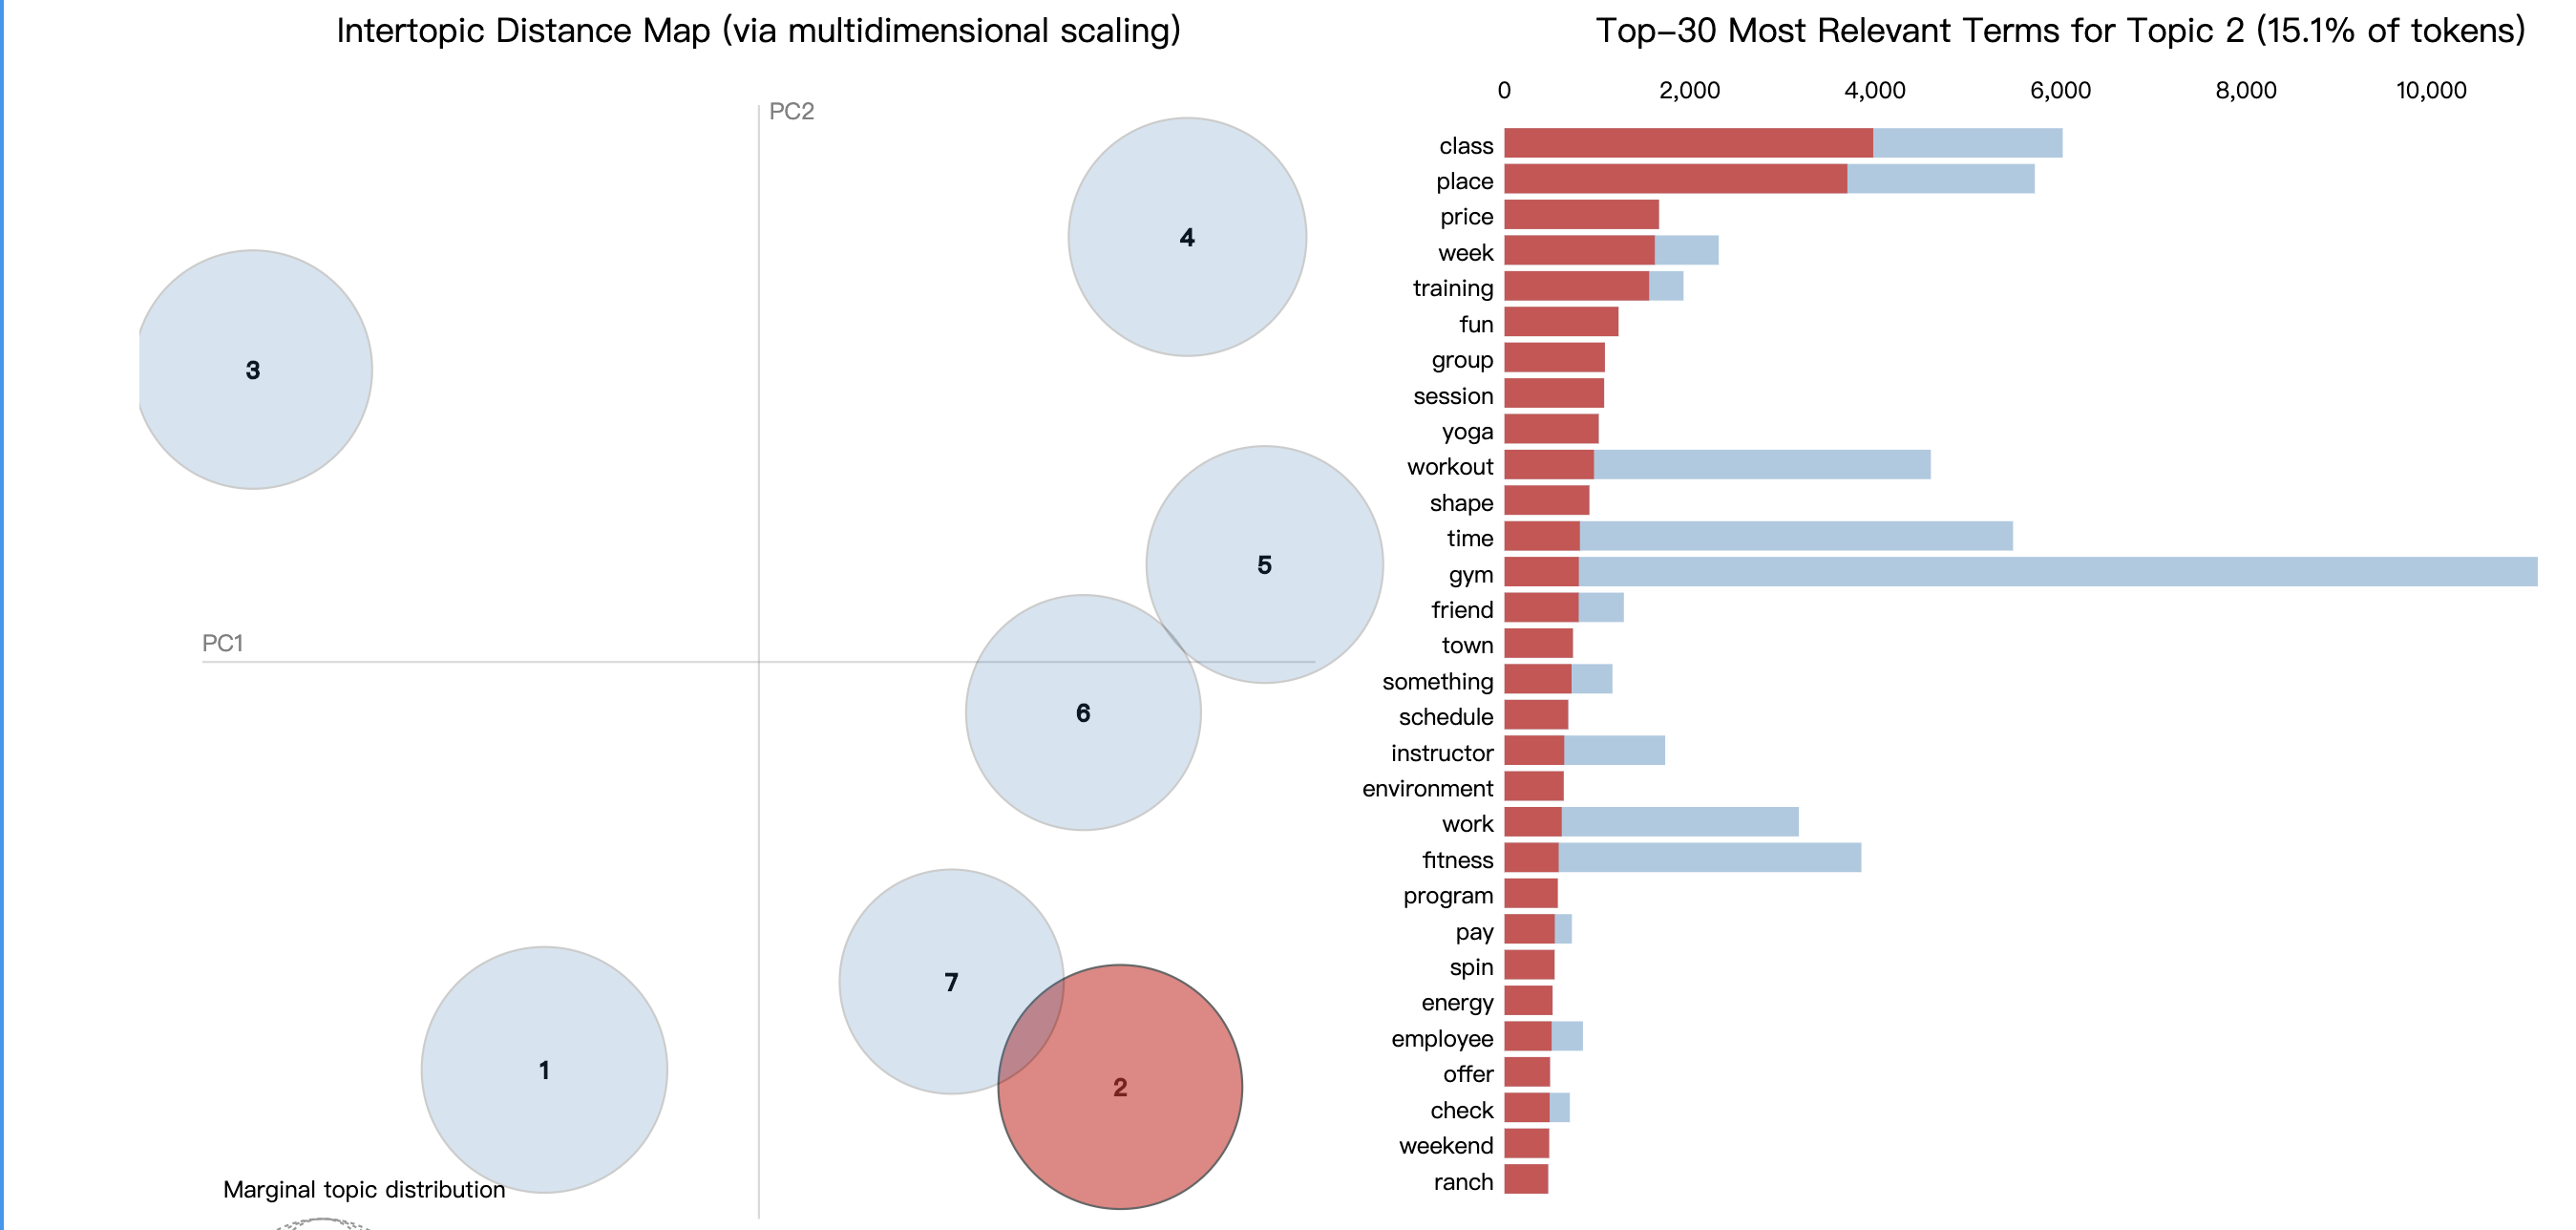 Intertopic Distance Map (via multidimensional scaling)
PC2
PC1
4
3
5
6
7
1
2
Marginal topic distribution
Top-30 Most Relevant Terms for Topic 2 (15.1% of tokens)
0 2,000 4,000 6,000 8,000 10,000
class
place
price
week
training
fun
group
session
yoga
workout
shape
time
gym
friend
town
something
schedule
instructor
environment
work
fitness
program
pay
spin
energy
employee
offer
check
weekend
ranch